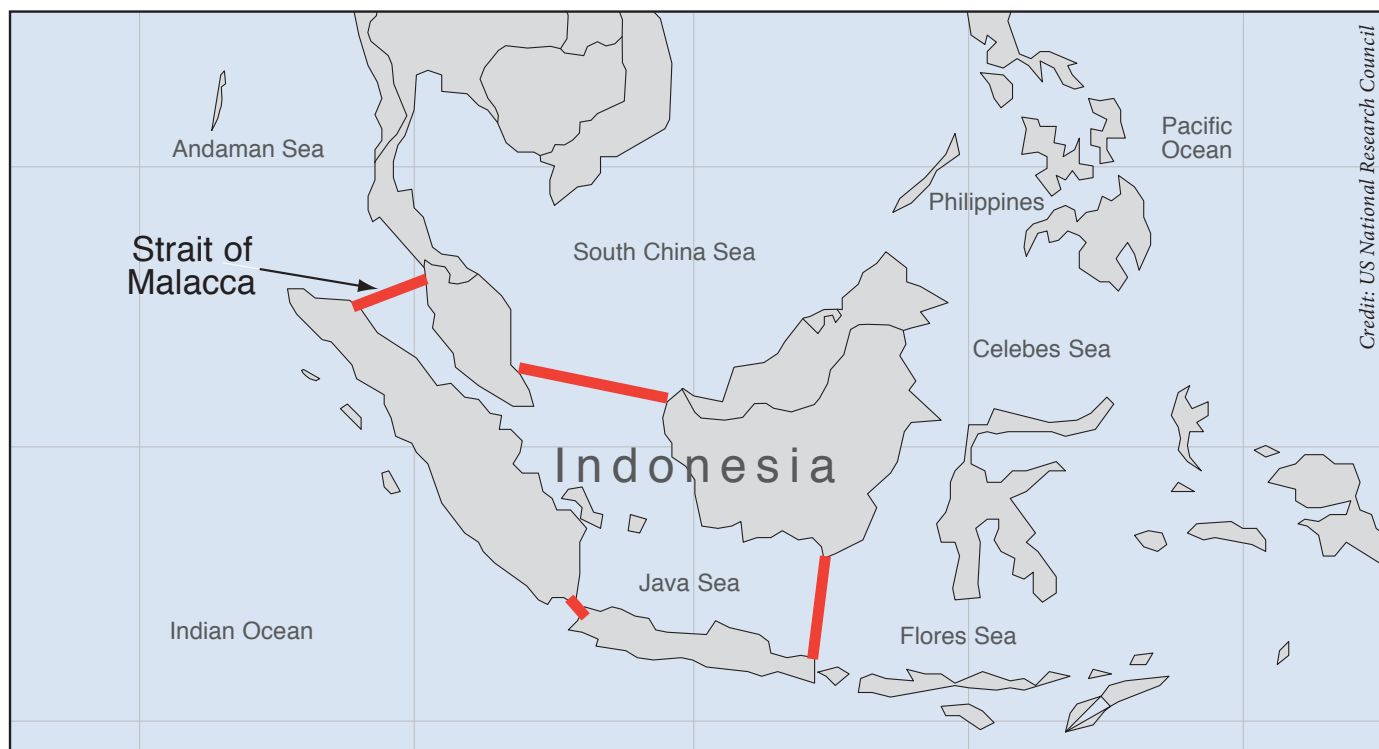 Andaman Sea
Pacific
Ocean
Philippines
Strait of
Malacca
South China Sea
Celebes Sea
Indonesia
Java Sea
Indian Ocean
Flores Sea
Credit: US National Research Council